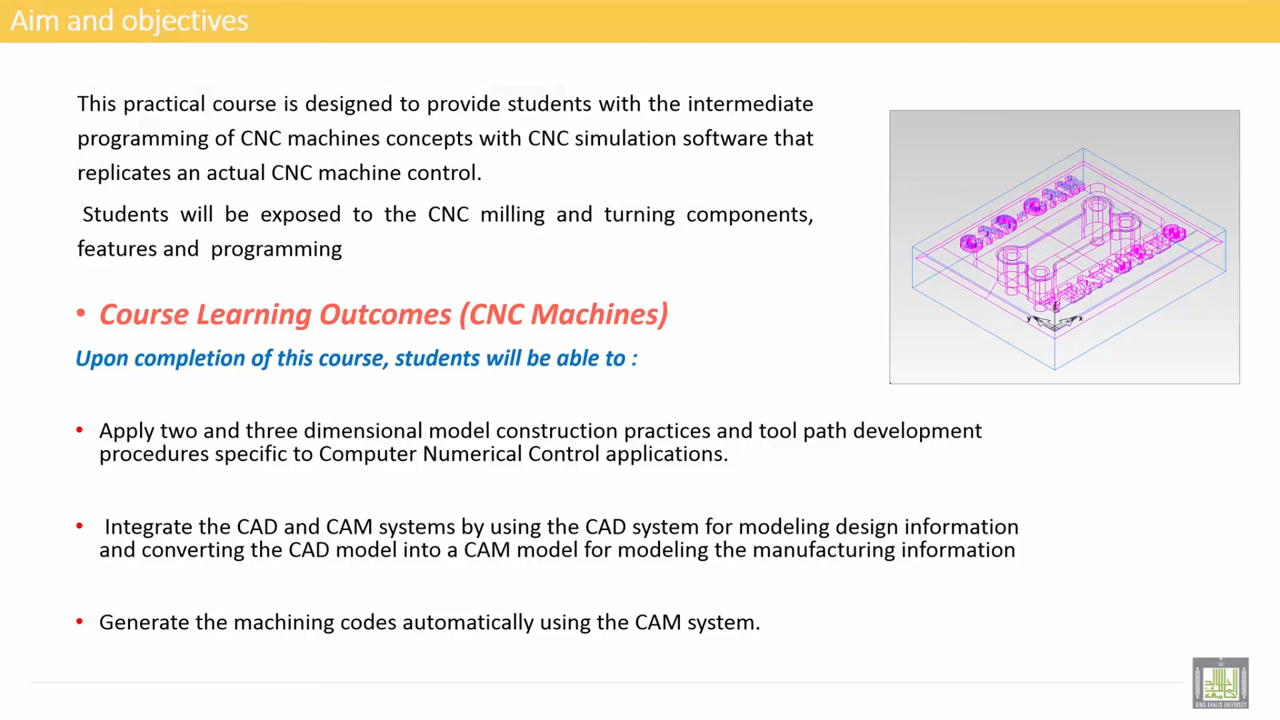 Aim and objectives
This practical course is designed to provide students with the intermediate
programming of CNC machines concepts with CNC simulation software that
replicates an actual CNC machine control.
Students will be exposed to the CNC milling and turning components,
features and programming
• Course Learning Outcomes (CNC Machines)
Upon completion of this course, students will be able to :
• Apply two and three dimensional model construction practices and tool path development
procedures specific to Computer Numerical Control applications.
• Integrate the CAD and CAM systems by using the CAD system for modeling design information
and converting the CAD model into a CAM model for modeling the manufacturing information
• Generate the machining codes automatically using the CAM system.
CAD-CAM
y
x
KING KHALID UNIVERSITY